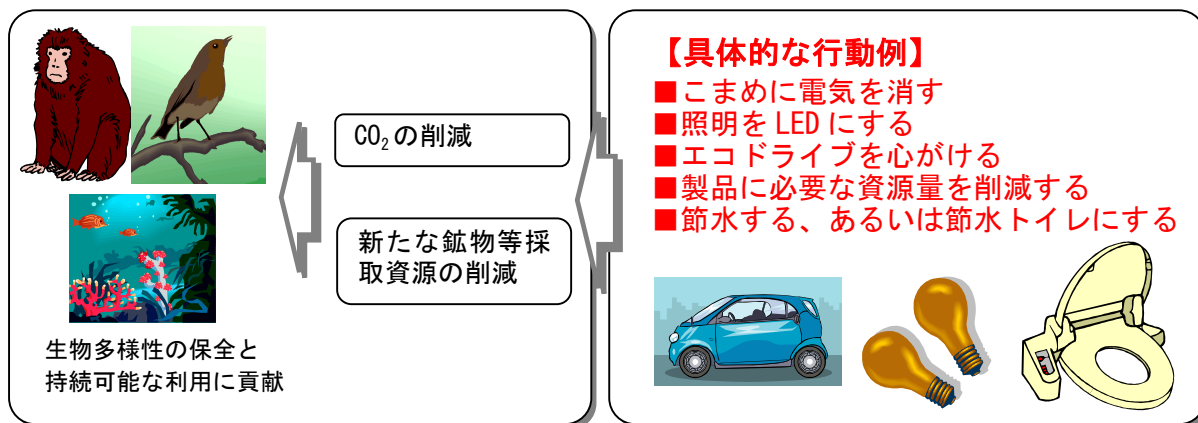 CO₂の削減
新たな鉱物等採
取資源の削減
生物多様性の保全と
持続可能な利用に貢献
【具体的な行動例】
■こまめに電気を消す
■照明を LED にする
■エコドライブを心がける
■製品に必要な資源量を削減する
■節水する、あるいは節水トイレにする